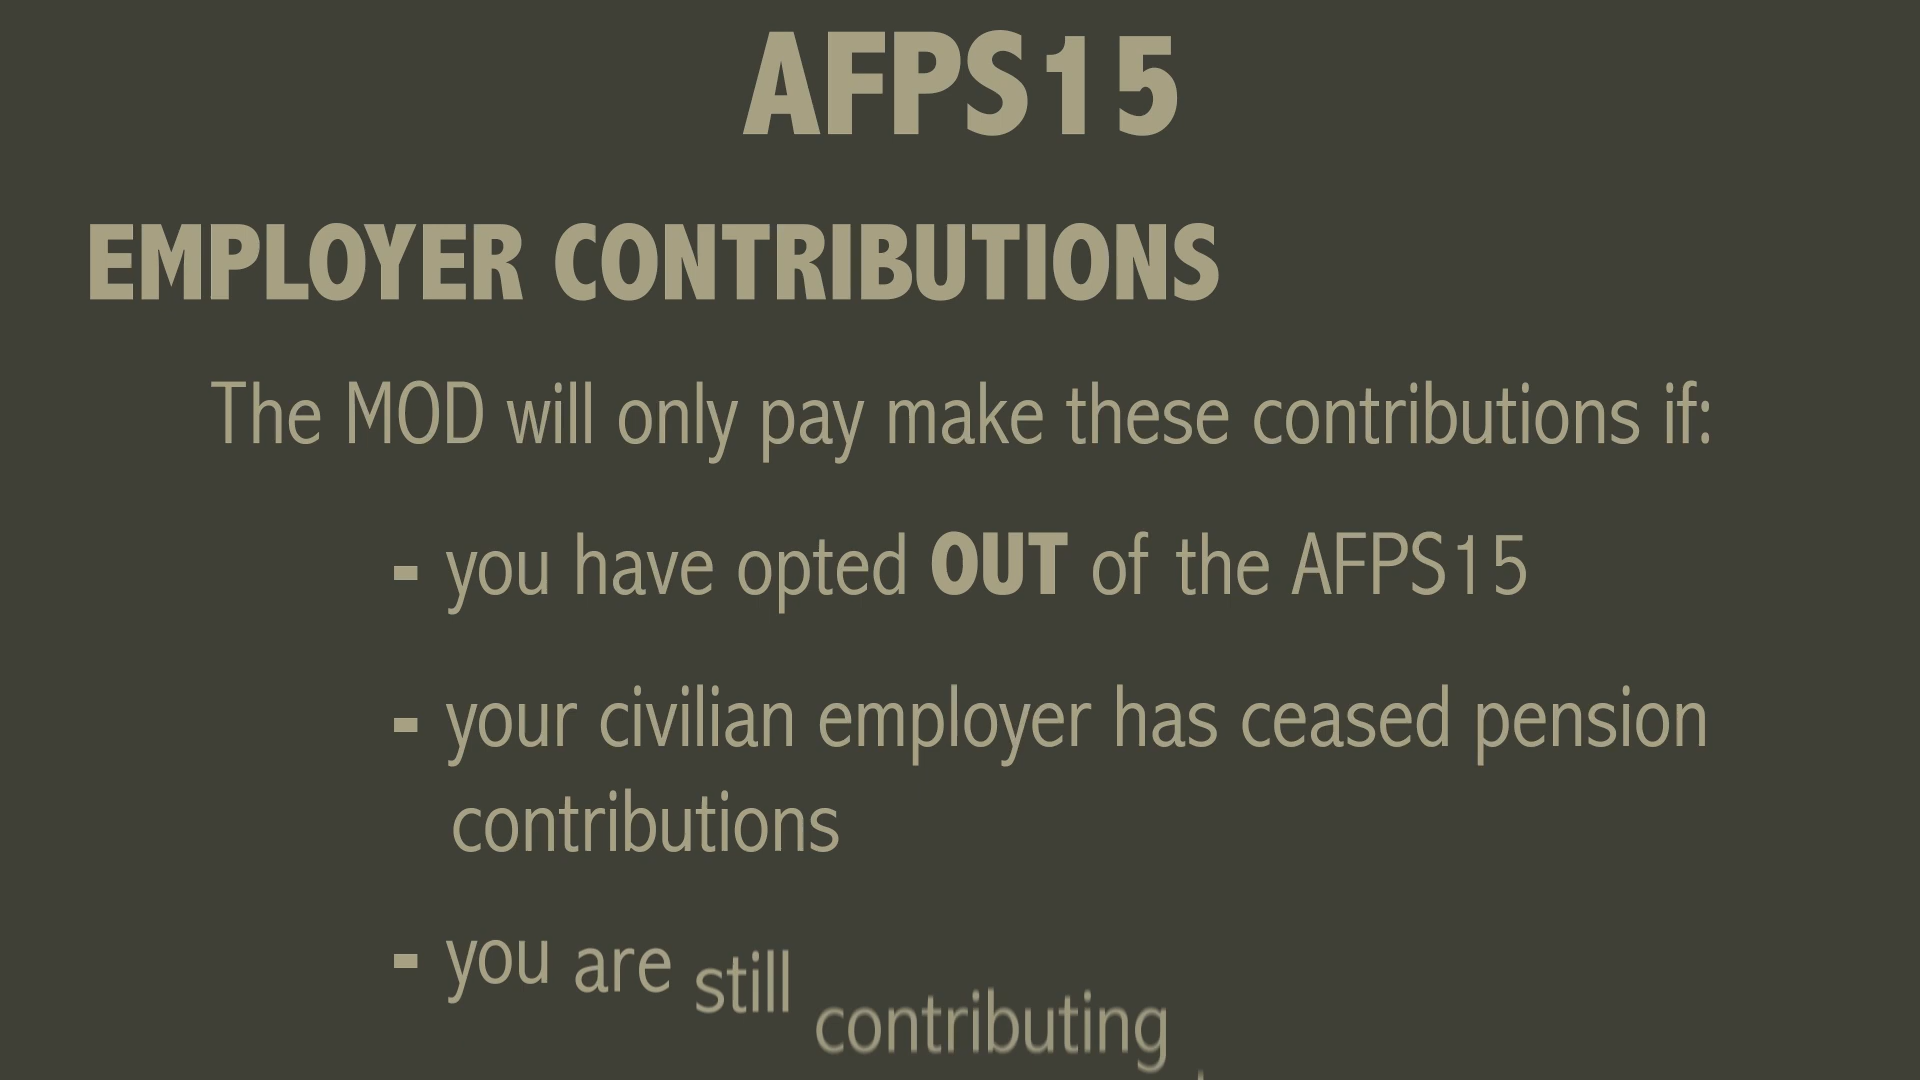 AFPS15
EMPLOYER CONTRIBUTIONS
The MOD will only pay make these contributions if:
- you have opted OUT of the AFPS15
- your civilian employer has ceased pension
contributions
- you are still contributing